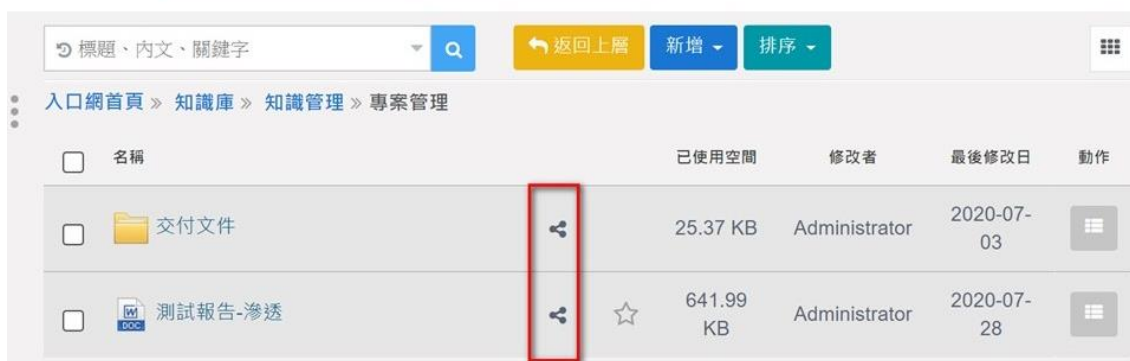 標題、內文、關鍵字
返回上層
新增
排序
入口網首頁» 知識庫» 知識管理» 專案管理
名稱 已使用空間 修改者 最後修改日 動作
交付文件 25.37 KB Administrator 2020-07-
03
測試報告-滲透 641.99
KB Administrator 2020-07-
28
W
DOC